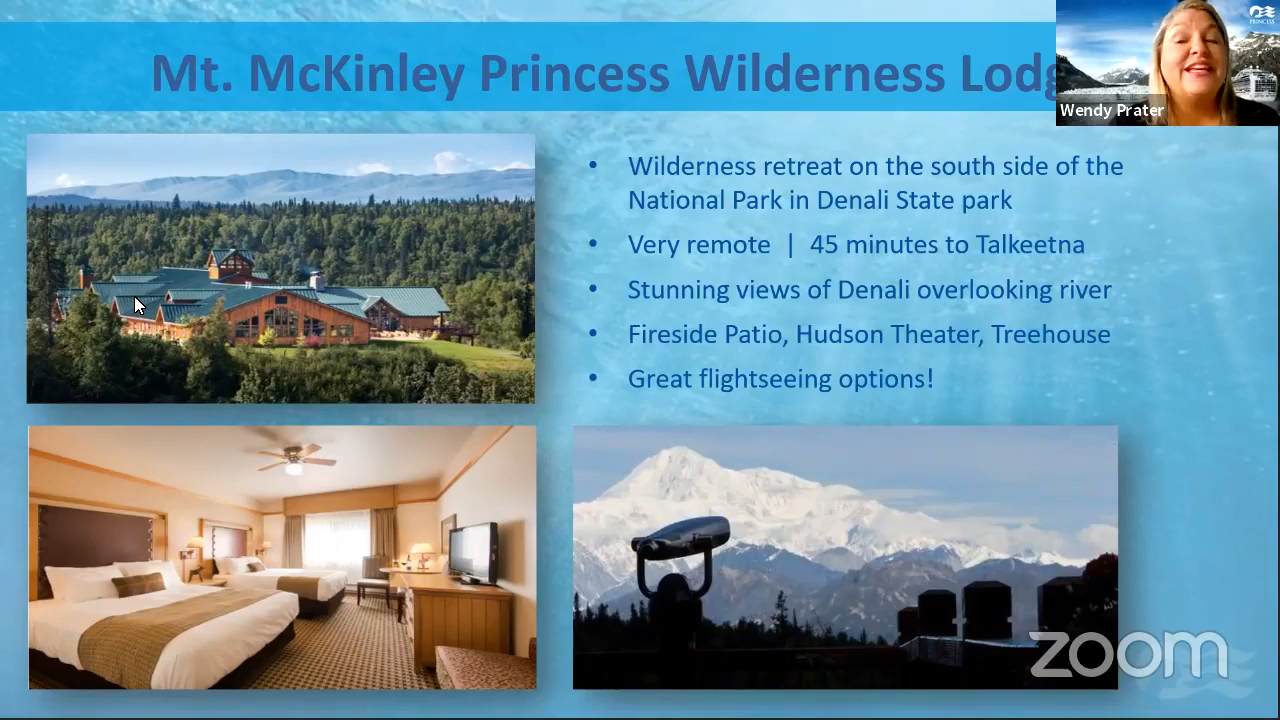 Mt. McKinley Princess Wilderness Lodg
PRINCESS
Wendy Prater
• Wilderness retreat on the south side of the
National Park in Denali State park
• Very remote | 45 minutes to Talkeetna
• Stunning views of Denali overlooking river
• Fireside Patio, Hudson Theater, Treehouse
• Great flightseeing options!
zoom